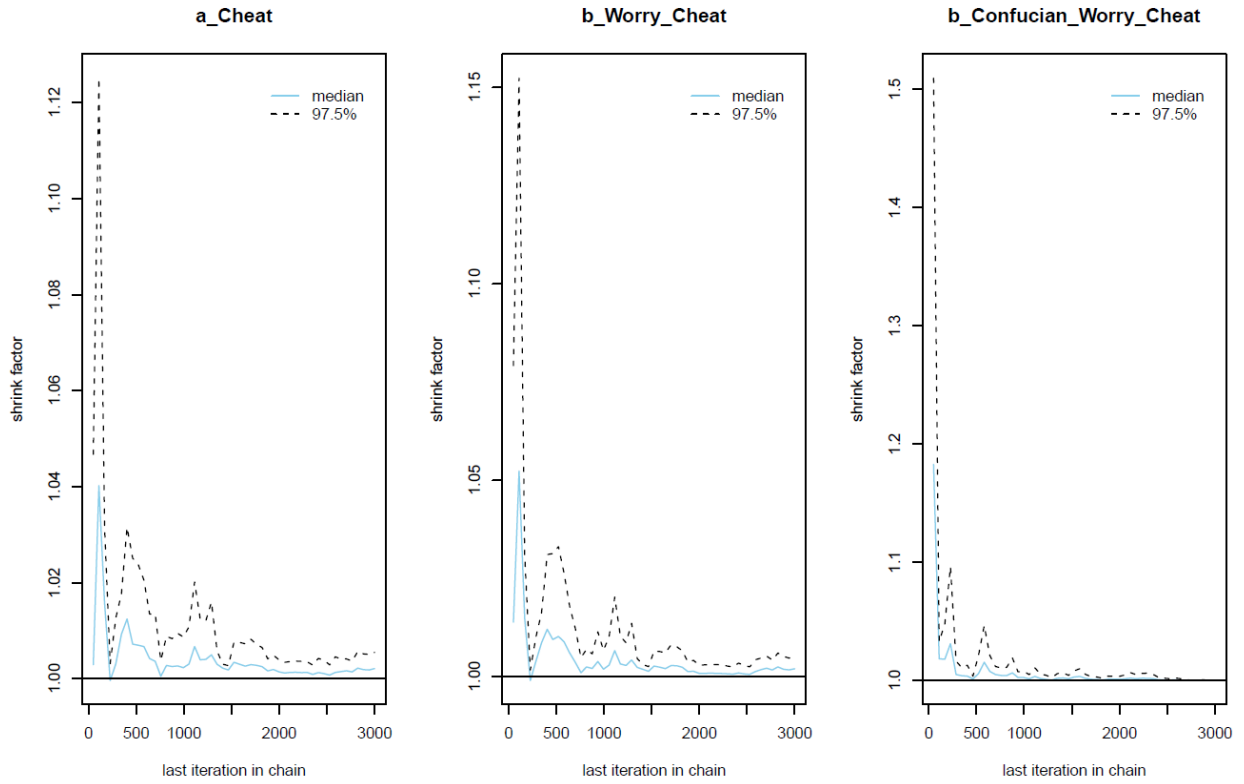 a_Cheat
shrink factor
1.00 1.02 1.04 1.06 1.08 1.10 1.12
median
97.5%
0 500 1000 2000 3000
last iteration in chain
b_Worry_Cheat
shrink factor
1.00 1.05 1.10 1.15
median
97.5%
0 500 1000 2000 3000
last iteration in chain
b_Confucian_Worry_Cheat
shrink factor
1.0 1.1 1.2 1.3 1.4 1.5
median
97.5%
0 500 1000 2000 3000
last iteration in chain